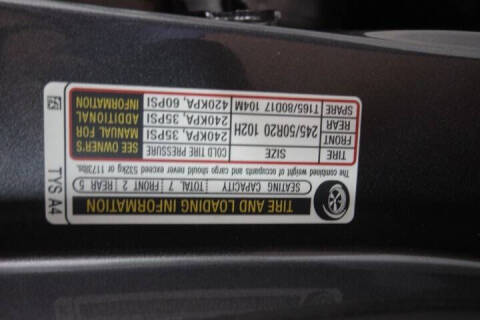 TIRE AND LOADING INFORMATION
SEATING CAPACITY TOTAL 7 FRONT 2 REAR 5
The combined weight of occupants and cargo should never exceed 532kg or 1173lbs.
TIRE SIZE COLD TIRE PRESSURE SEE OWNER'S MANUAL FOR ADDITIONAL INFORMATION
FRONT 245/50R20 102H 240KPA, 35PSI
REAR 240KPA, 35PSI
SPARE T165/80D17 104M 420KPA, 60PSI
TYS A4